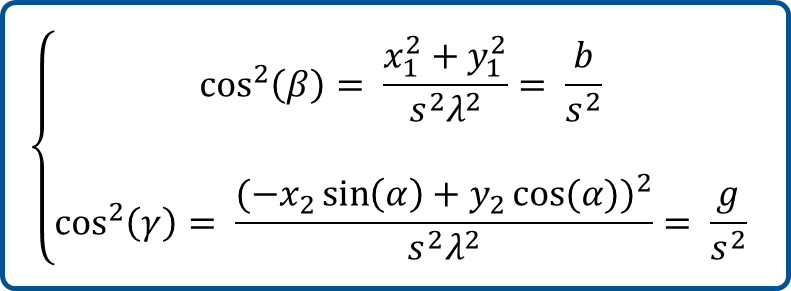 cos²(β) = (x₁² + y₁²) / (s²λ²) = b / s²
cos²(γ) = (−x₂ sin(α) + y₂ cos(α))² / (s²λ²) = g / s²